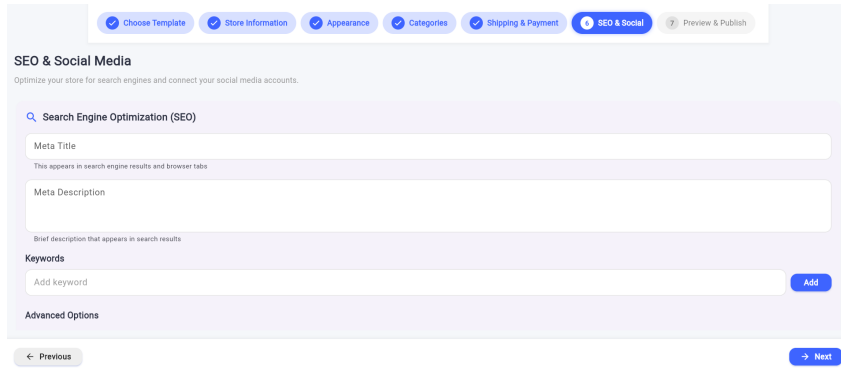 Choose Template
Store Information
Appearance
Categories
Shipping & Payment
6 SEO & Social
7 Preview & Publish
SEO & Social Media
Optimize your store for search engines and connect your social media accounts.
Search Engine Optimization (SEO)
Meta Title
This appears in search engine results and browser tabs
Meta Description
Brief description that appears in search results
Keywords
Add keyword
Add
Advanced Options
Previous
Next